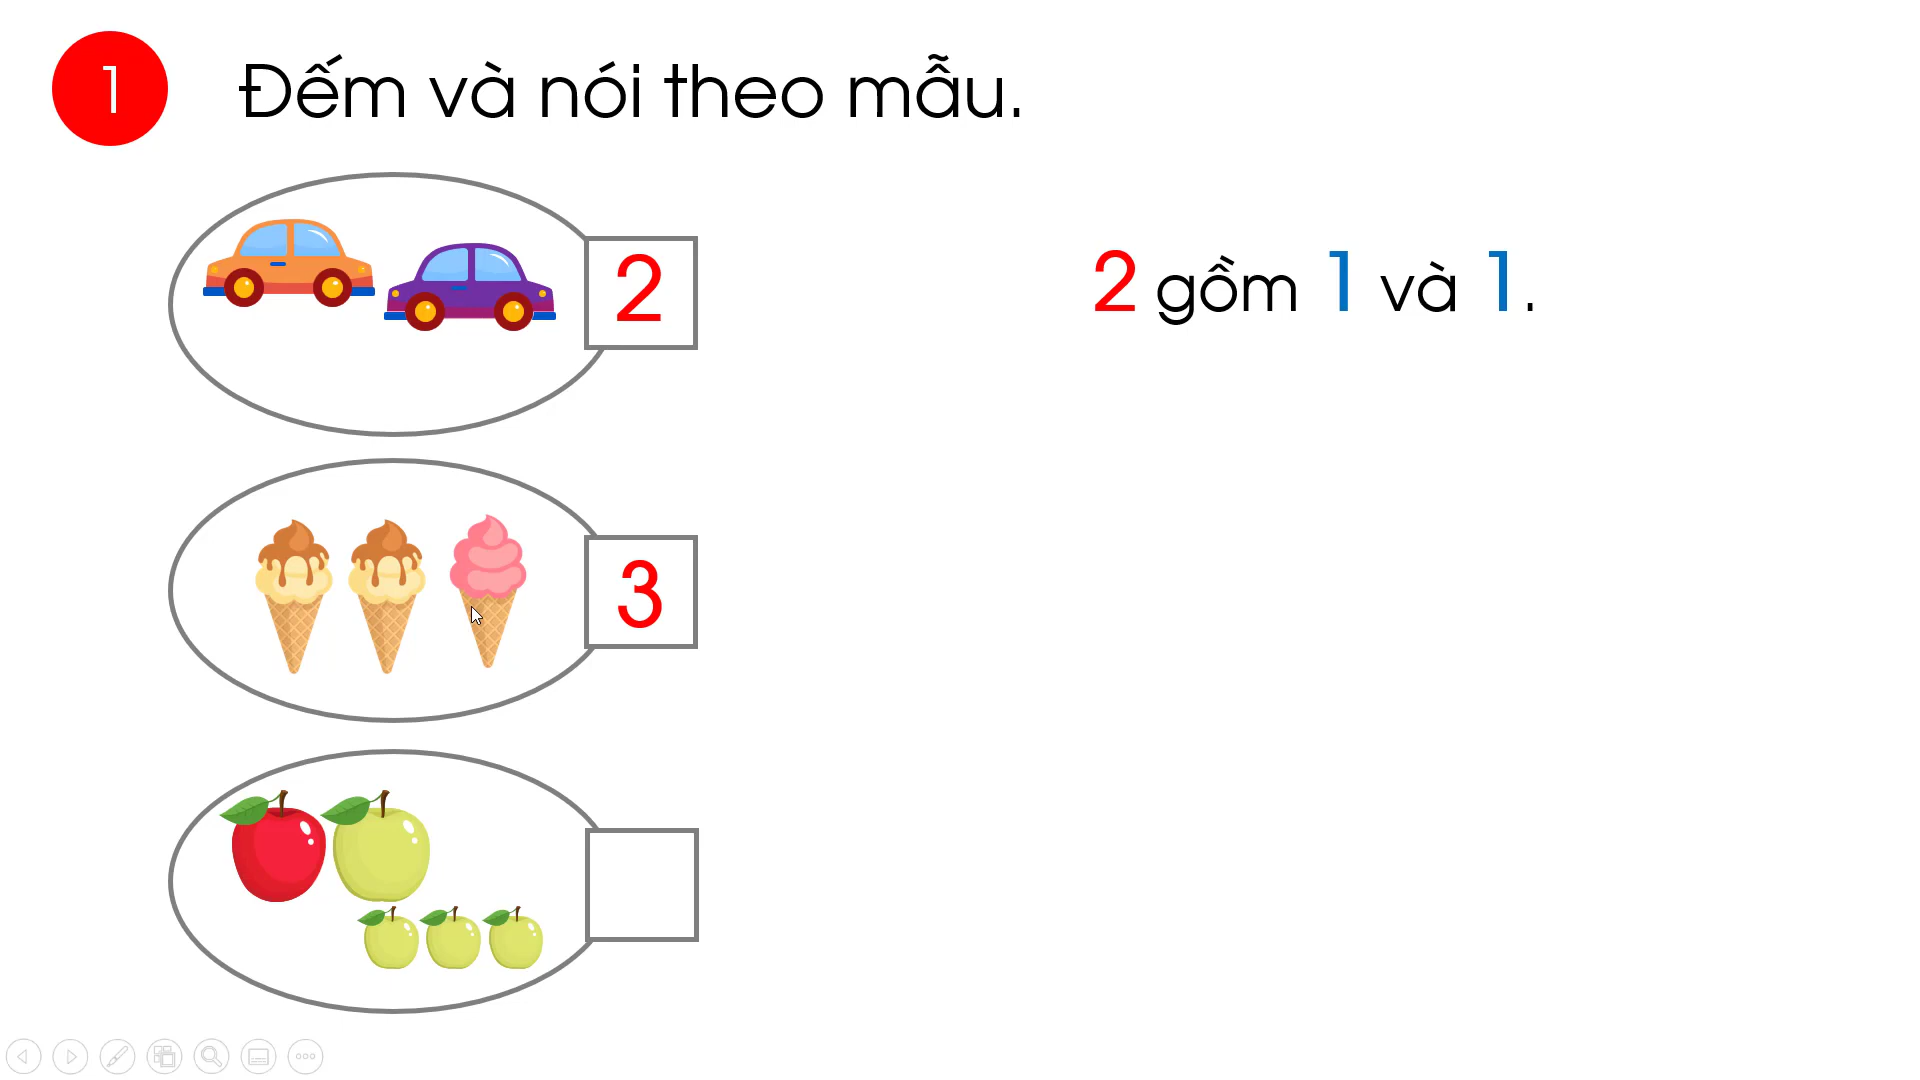 1
Đếm và nói theo mẫu.
2
2 gồm 1 và 1.
3